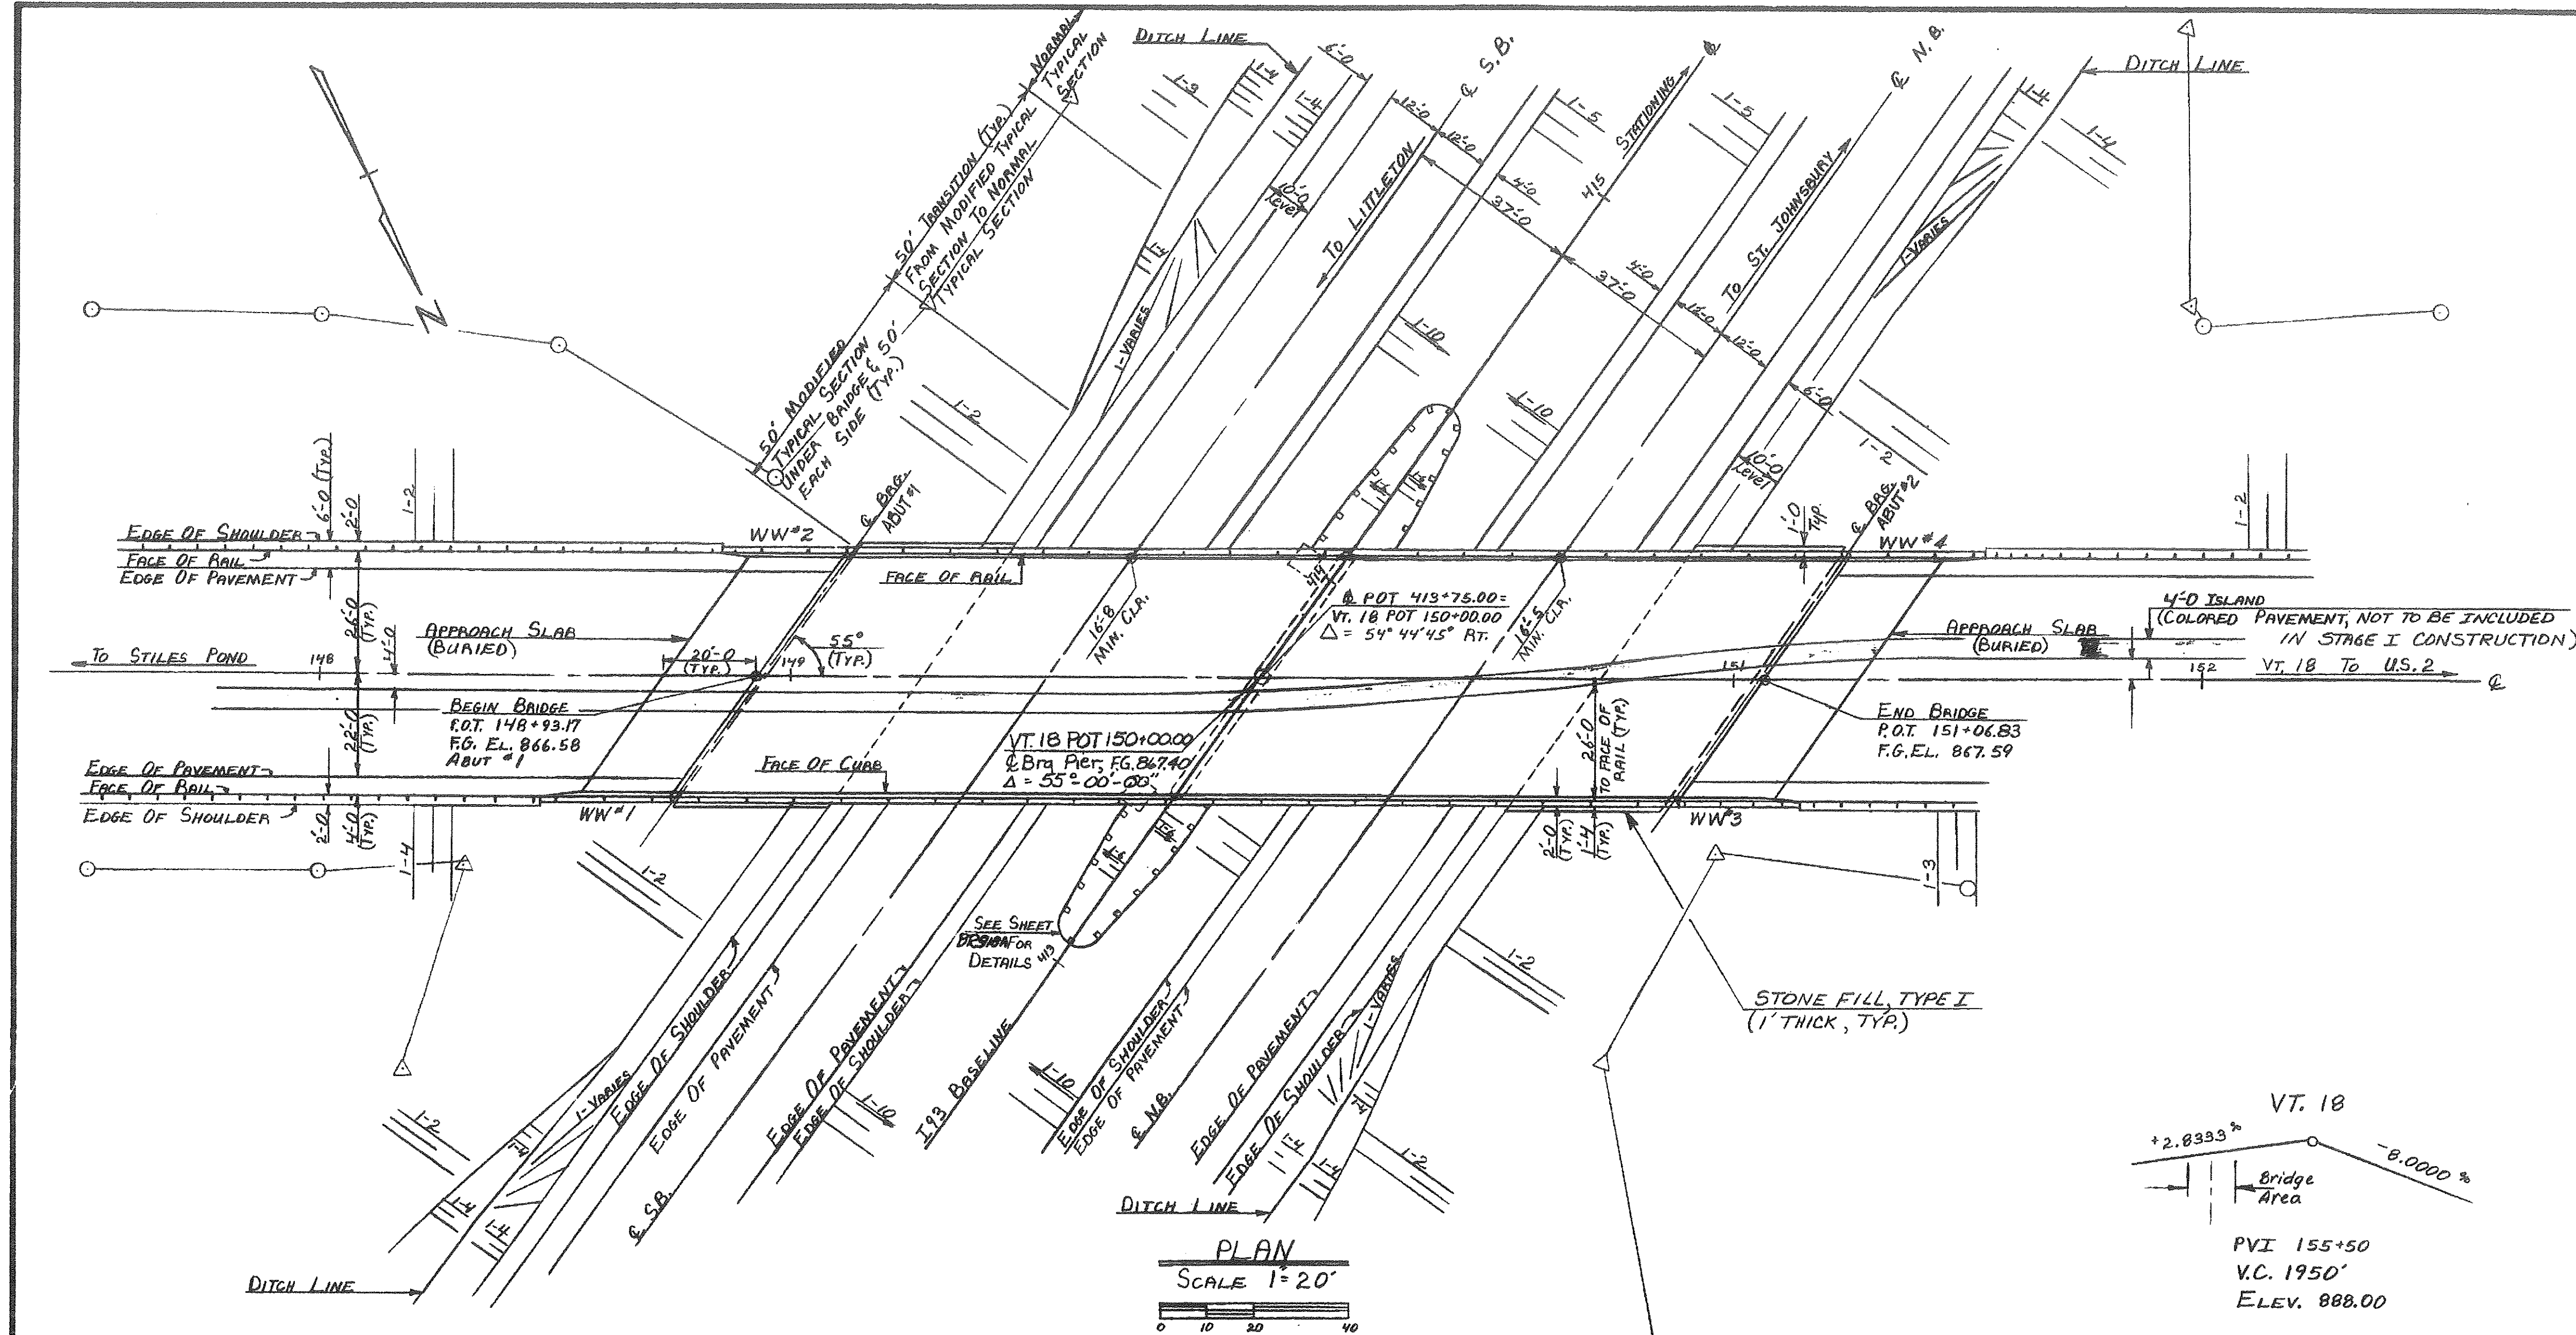 DITCH LINE
6'-0
℄ S.B.
℄ N.B.
DITCH LINE
NORMAL
TYPICAL
SECTION
50' TRANSITION (TYP.)
FROM MODIFIED TYPICAL
SECTION TO NORMAL
TYPICAL SECTION
50' MODIFIED
TYPICAL SECTION
UNDER BRIDGE & 50'
EACH SIDE (TYP.)
1-3
1-4
1-4
12'-0
12'-0
1-5
STATIONING
1-5
1-4
1-4
10'-0
Level
TO LITTLETON
4'-0
37'-0
415
TO ST. JOHNSBURY
1-VARIES
37'-0
4'-0
12'-0
12'-0
6'-0
N
1-VARIES
1-4
1-10
1-10
1-2
1-2
10'-0
Level
6'-0 (TYP.)
2'-0
1-2
℄ BRG.
ABUT #1
℄ BRG.
ABUT #2
1'-0
TYP.
1-2
EDGE OF SHOULDER
WW #2
WW #4
FACE OF RAIL
EDGE OF PAVEMENT
FACE OF RAIL
414
26'-0
(TYP.)
4'-0
APPROACH SLAB
(BURIED)
55°
(TYP.)
16'-8
MIN. CLR.
POT 413+75.00=
VT. 18 POT 150+00.00
△ = 54° 44' 45" RT.
16'-5
MIN. CLR.
APPROACH SLAB
(BURIED)
4'-0 ISLAND
(COLORED PAVEMENT, NOT TO BE INCLUDED
IN STAGE I CONSTRUCTION)
TO STILES POND
148
20'-0
(TYP.)
149
151
152
VT. 18 TO U.S. 2
℄
BEGIN BRIDGE
P.O.T. 148+93.17
F.G. EL. 866.58
ABUT #1
END BRIDGE
P.O.T. 151+06.83
F.G. EL. 867.59
22'-0
(TYP.)
VT. 18 POT 150+00.00
℄ Brg Pier, F.G. 867.40
△ = 55°-00'-00"
26'-0
TO FACE OF
RAIL (TYP.)
EDGE OF PAVEMENT
FACE OF RAIL
EDGE OF SHOULDER
FACE OF CURB
WW #1
WW #3
2'-0
4'-0
(TYP.)
1-4
1-2
2'-0
(TYP.)
1'-4
(TYP.)
1-3
SEE SHEET
FOR
DETAILS
413
1-2
STONE FILL, TYPE I
(1' THICK, TYP.)
EDGE OF SHOULDER
EDGE OF PAVEMENT
EDGE OF PAVEMENT
EDGE OF SHOULDER
I 93 BASELINE
EDGE OF SHOULDER
EDGE OF PAVEMENT
℄ N.B.
EDGE OF PAVEMENT
EDGE OF SHOULDER
1-VARIES
1-10
1-10
1-2
1-VARIES
1-4
1-4
1-4
1-4
1-2
℄ S.B.
DITCH LINE
DITCH LINE
PLAN
SCALE 1"=20'
0 10 20 40
VT. 18
+2.8333%
-8.0000%
Bridge
Area
PVI 155+50
V.C. 1950'
ELEV. 888.00